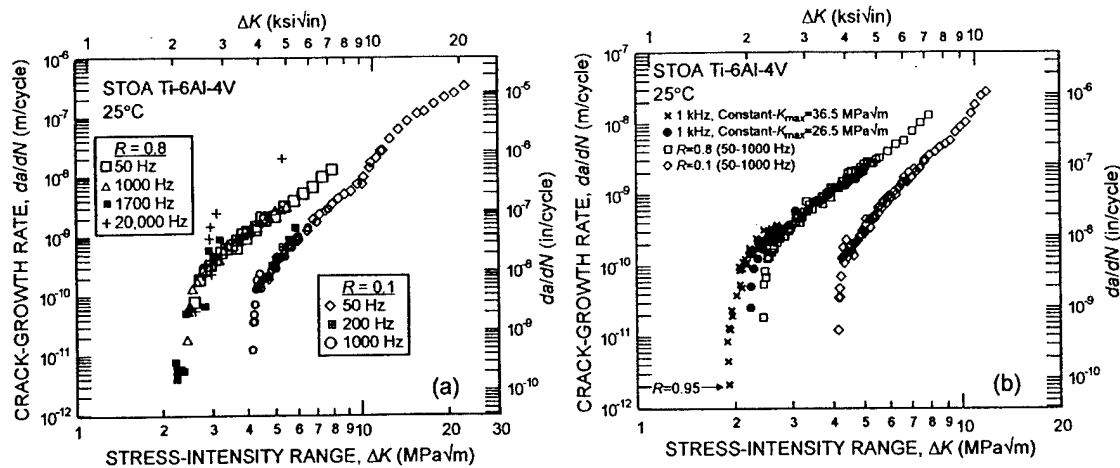 ΔK (ksi√in)
1 2 3 4 5 6 7 8 9 10 20
CRACK-GROWTH RATE, da/dN (m/cycle)
10-6
10-7
10-8
10-9
10-10
10-11
10-12
STOA Ti-6Al-4V
25°C
R = 0.8
50 Hz
1000 Hz
1700 Hz
20,000 Hz
R = 0.1
50 Hz
200 Hz
1000 Hz
(a)
10-5
10-6
10-7
10-8
10-9
10-10
da/dN (in/cycle)
1 2 3 4 5 6 7 8 9 10 20 30
STRESS-INTENSITY RANGE, ΔK (MPa√m)
ΔK (ksi√in)
1 2 3 4 5 6 7 8 9 10
CRACK-GROWTH RATE, da/dN (m/cycle)
10-7
10-8
10-9
10-10
10-11
10-12
STOA Ti-6Al-4V
25°C
1 kHz, Constant-Kmax=36.5 MPa√m
1 kHz, Constant-Kmax=26.5 MPa√m
R=0.8 (50-1000 Hz)
R=0.1 (50-1000 Hz)
R=0.95
(b)
10-6
10-7
10-8
10-9
10-10
da/dN (in/cycle)
1 2 3 4 5 6 7 8 9 10 20
STRESS-INTENSITY RANGE, ΔK (MPa√m)